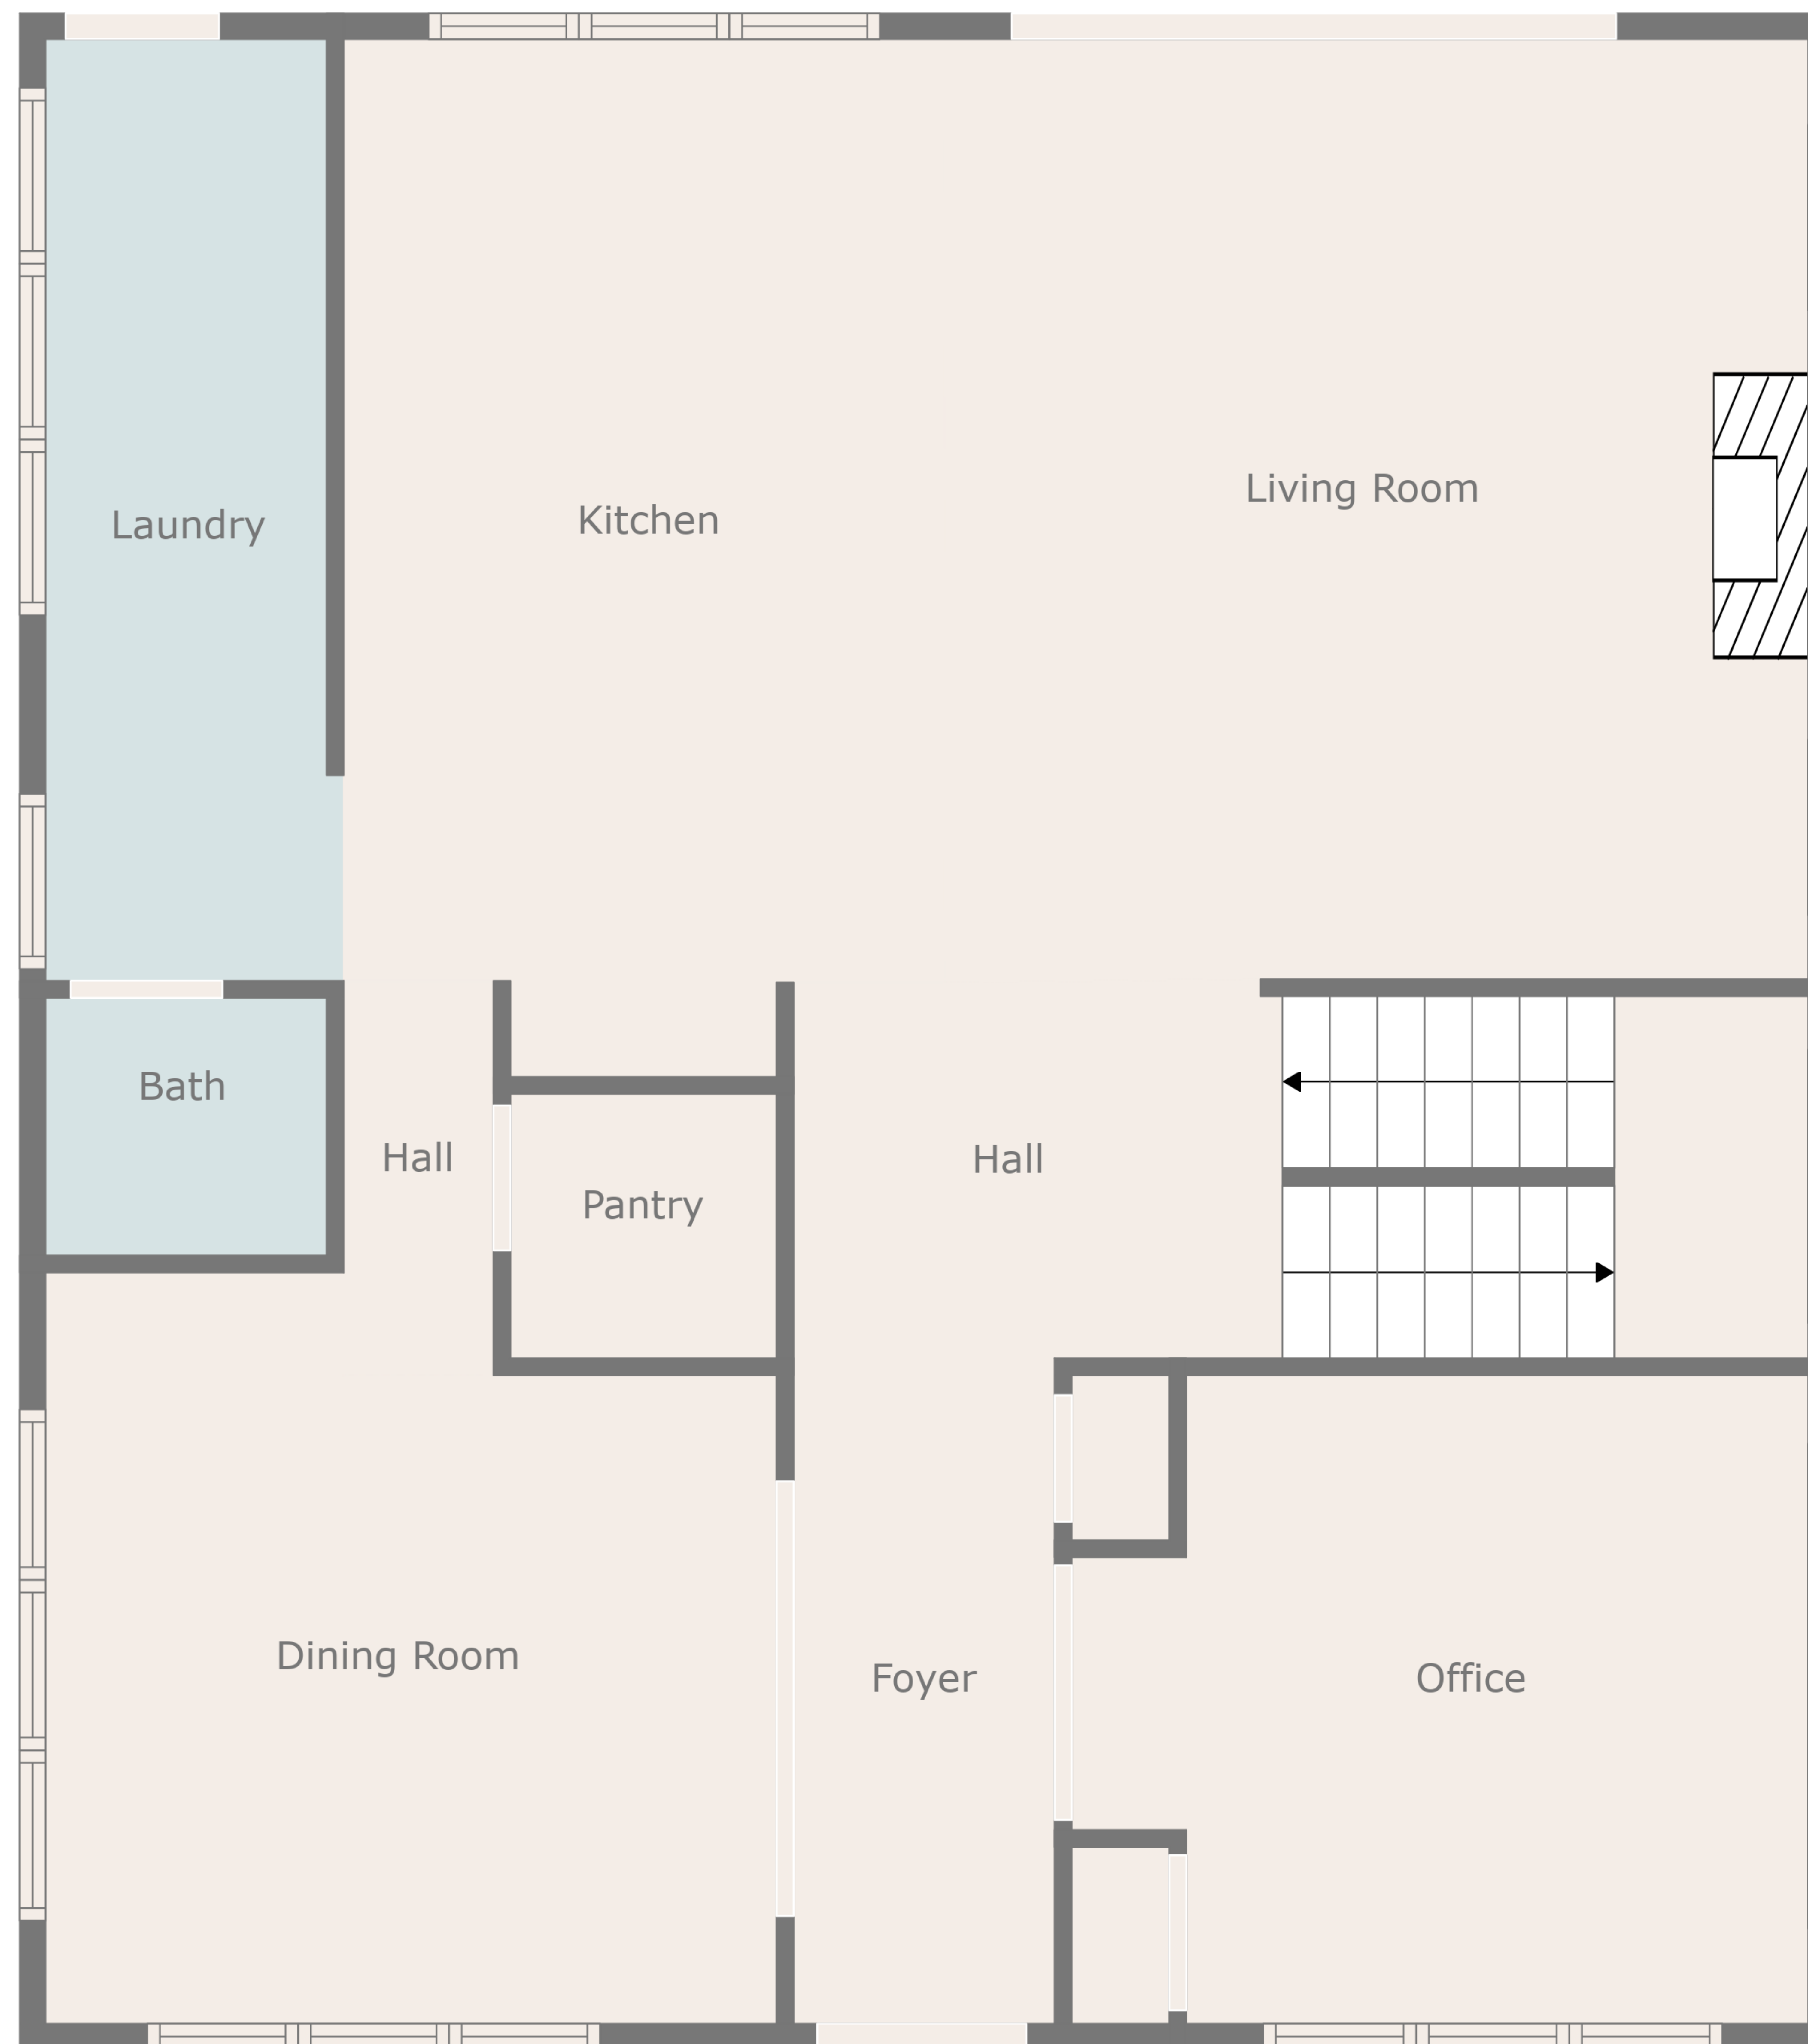 Living Room
Kitchen
Laundry
Bath
Hall
Hall
Pantry
Dining Room
Foyer
Office